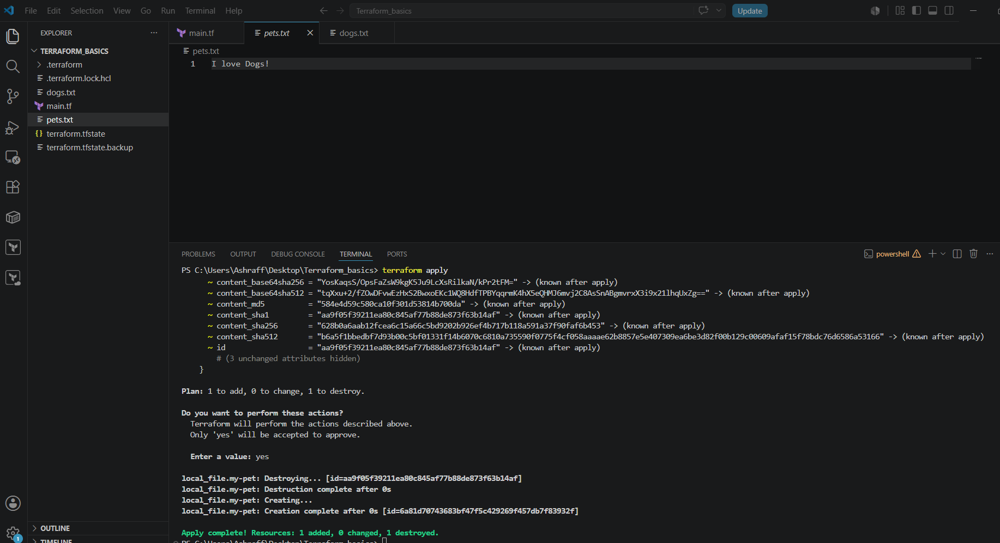 File Edit Selection View Go Run Terminal Help
Terraform_basics
Update
EXPLORER
TERRAFORM_BASICS
.terraform
.terraform.lock.hcl
dogs.txt
main.tf
pets.txt
terraform.tfstate
terraform.tfstate.backup
OUTLINE
TIMELINE
1
main.tf
pets.txt
dogs.txt
pets.txt
1 I love Dogs!
PROBLEMS OUTPUT DEBUG CONSOLE TERMINAL PORTS
powershell
PS C:\Users\Ashraff\Desktop\Terraform_basics> terraform apply
~ content_base64sha256 = "YosKaqsS/OpsFaZsW9kgK5Ju9LcXsRilkaN/kPr2tFM=" -> (known after apply)
~ content_base64sha512 = "tqXxu+2/fZOwDFvwEzHxS2BwxoEKc1WQ8HdfTPBYqqrmK4hX5eQHMJ6mvj2C8AsSnABgmvrxX3i9x21lhqUxZg==" -> (known after apply)
~ content_md5 = "584e4d59c580ca10f301d53814b700da" -> (known after apply)
~ content_sha1 = "aa9f05f39211ea80c845af77b88de873f63b14af" -> (known after apply)
~ content_sha256 = "628b0a6aab12fcea6c15a66c5bd9202b926ef4b717b118a591a37f90faf6b453" -> (known after apply)
~ content_sha512 = "b6a5f1bbedbf7d93b00c5bf01331f14b6070c6810a735590f0775f4cf058aaaae62b8857e5e407309ea6be3d82f00b129c00609afaf15f78bdc76d6586a53166" -> (known after apply)
~ id = "aa9f05f39211ea80c845af77b88de873f63b14af" -> (known after apply)
# (3 unchanged attributes hidden)
}
Plan: 1 to add, 0 to change, 1 to destroy.
Do you want to perform these actions?
Terraform will perform the actions described above.
Only 'yes' will be accepted to approve.
Enter a value: yes
local_file.my-pet: Destroying... [id=aa9f05f39211ea80c845af77b88de873f63b14af]
local_file.my-pet: Destruction complete after 0s
local_file.my-pet: Creating...
local_file.my-pet: Creation complete after 0s [id=6a81d70743683bf47f5c429269f457db7f83932f]
Apply complete! Resources: 1 added, 0 changed, 1 destroyed.
PS C:\Users\Ashraff\Desktop\Terraform_basics>